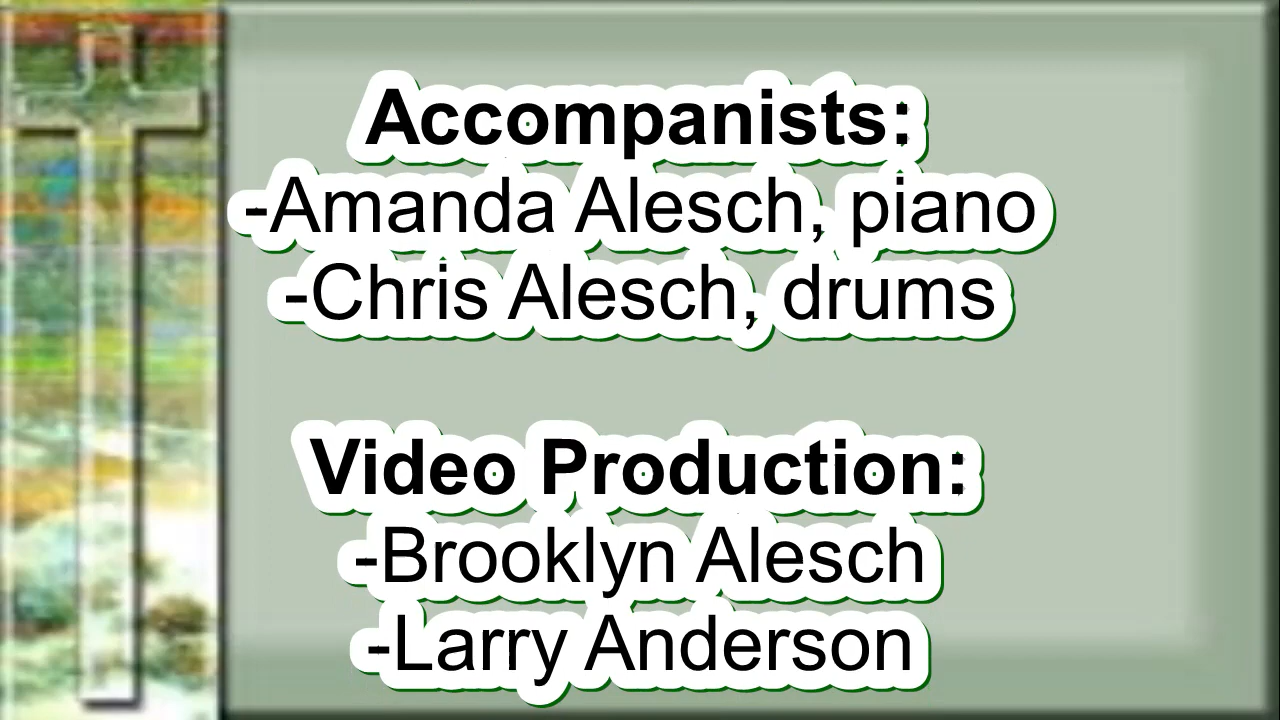 Accompanists:
-Amanda Alesch, piano
-Chris Alesch, drums
Video Production:
-Brooklyn Alesch
-Larry Anderson